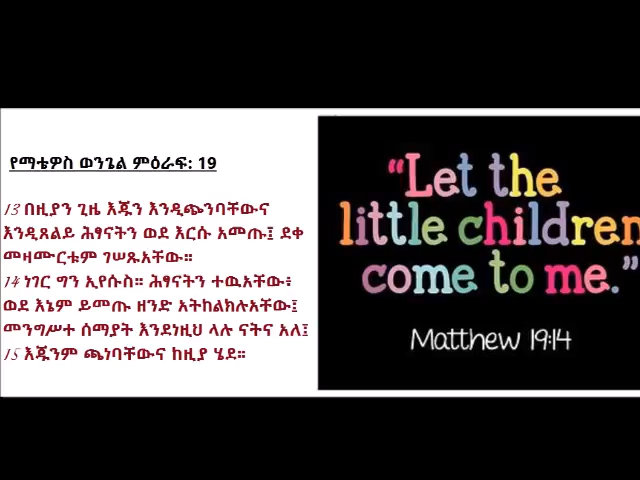 የማቴዎስ ወንጌል ምዕራፍ: 19
13 በዚያን ጊዜ እጁን እንዲጭንባቸውና
እንዲጸልይ ሕፃናትን ወደ እርሱ አመጡ፤ ደቀ
መዛሙርቱም ገሠጹአቸው።
14 ነገር ግን ኢየሱስ። ሕፃናትን ተዉአቸው፥
ወደ እኔም ይመጡ ዘንድ አትከልክሉአቸው፤
መንግሥተ ሰማያት እንደነዚህ ላሉ ናትና አለ፤
15 እጁንም ጫነባቸውና ከዚያ ሄደ።
“Let the
little children
come to me.”
Matthew 19:14